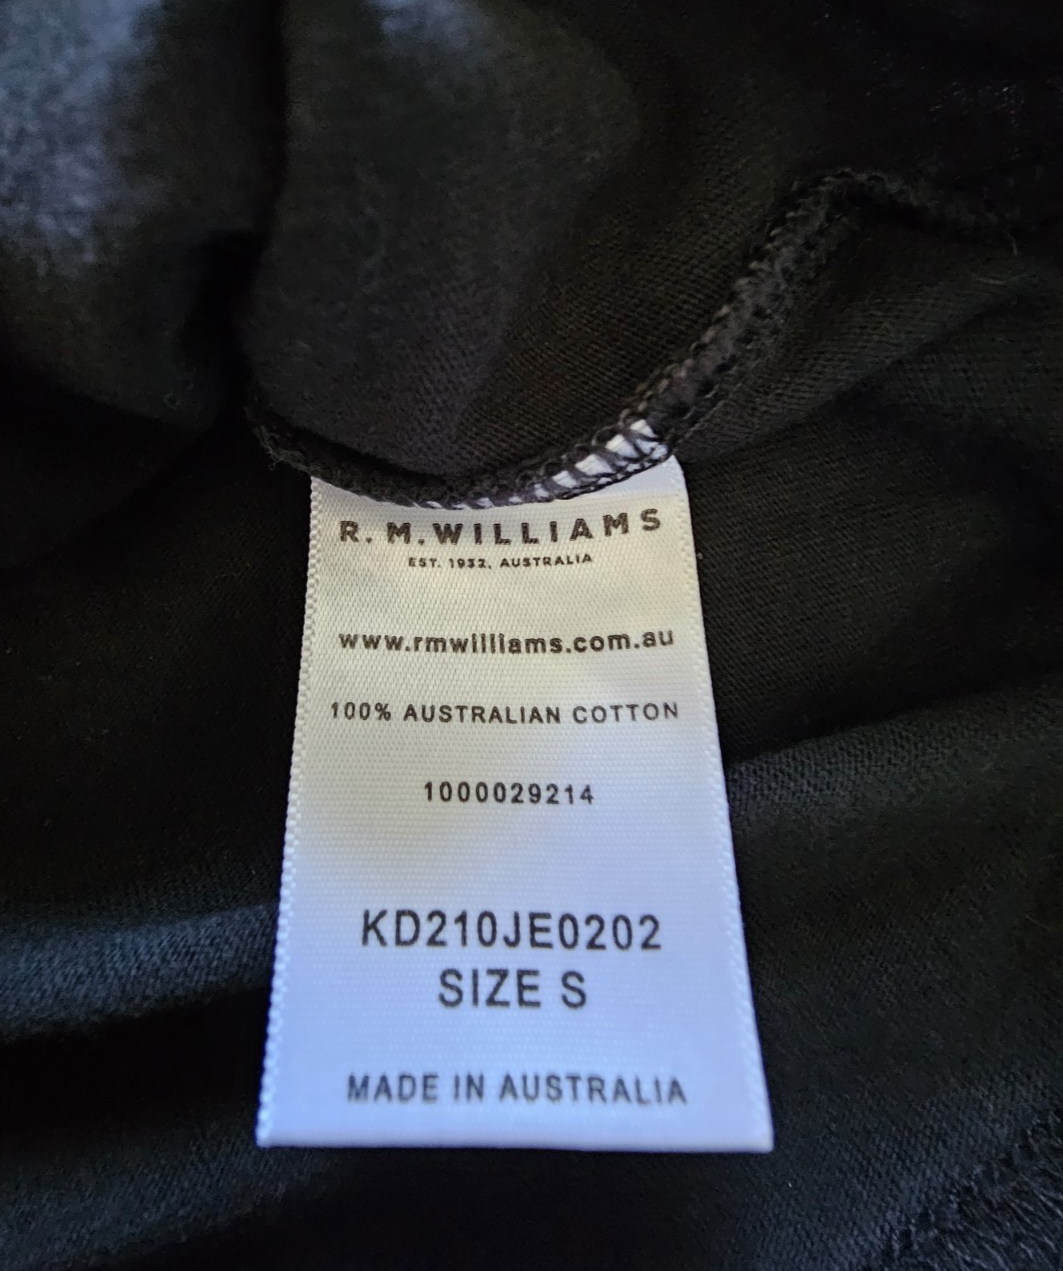 R.M.WILLIAMS
EST. 1932, AUSTRALIA
www.rmwilliams.com.au
100% AUSTRALIAN COTTON
1000029214
KD210JE0202
SIZE S
MADE IN AUSTRALIA